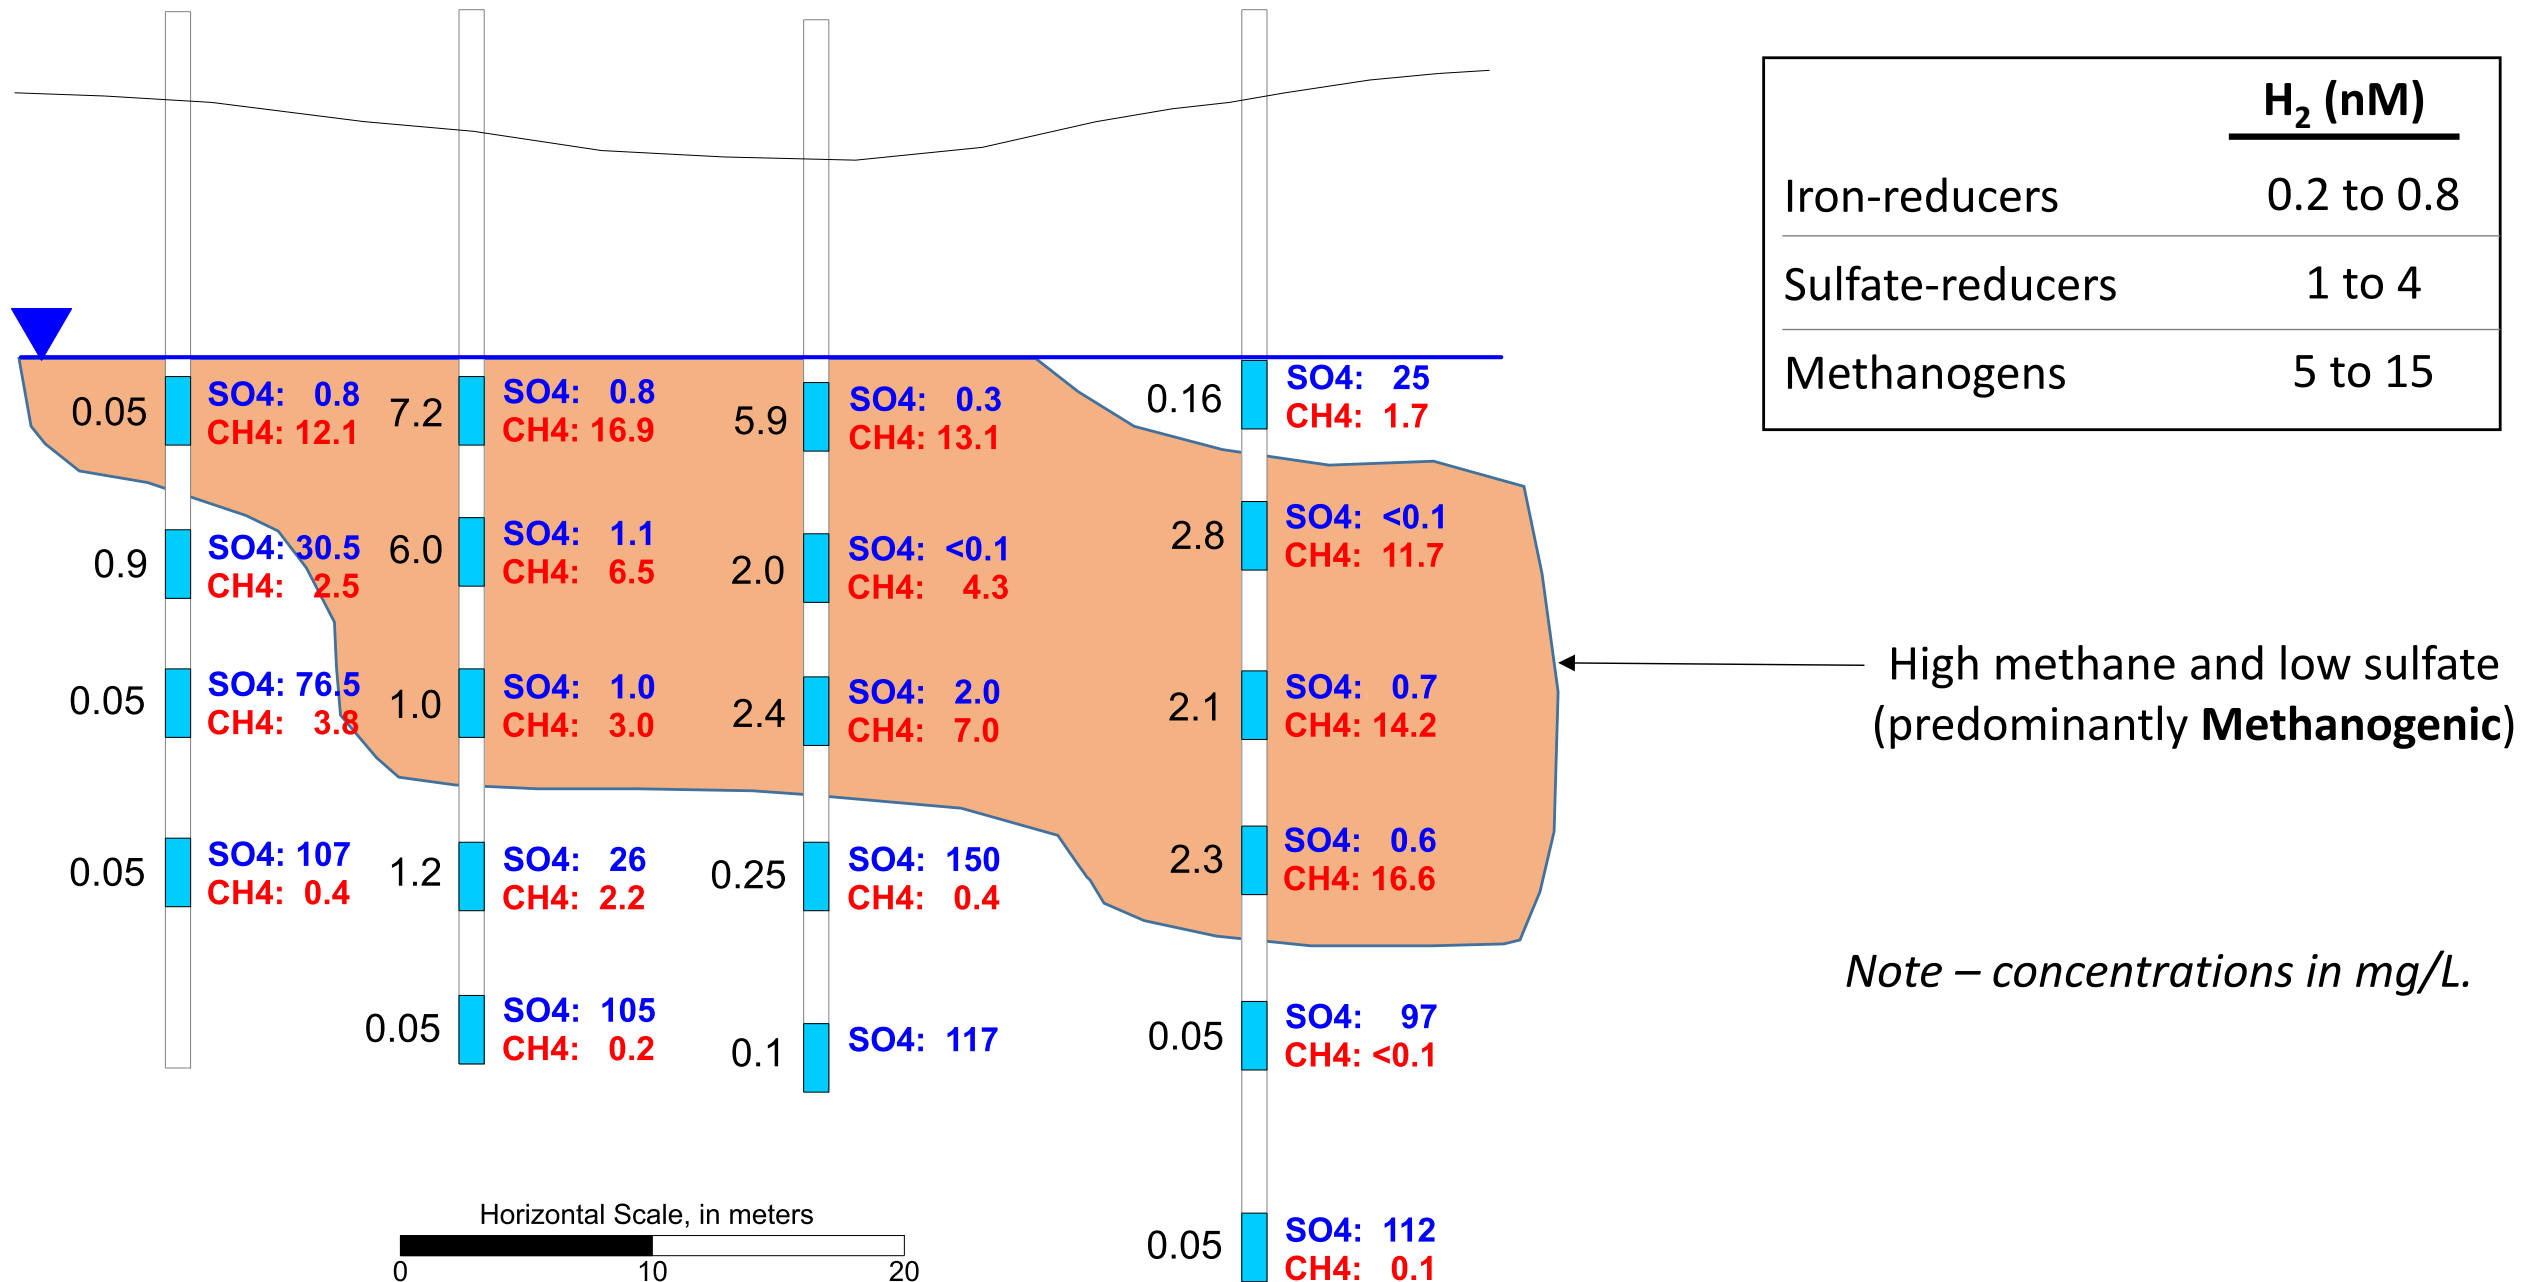 H2 (nM)
Iron-reducers 0.2 to 0.8
Sulfate-reducers 1 to 4
Methanogens 5 to 15
0.05
SO4: 0.8
CH4: 12.1
7.2
SO4: 0.8
CH4: 16.9
5.9
SO4: 0.3
CH4: 13.1
0.16
SO4: 25
CH4: 1.7
0.9
SO4: 30.5
CH4: 2.5
6.0
SO4: 1.1
CH4: 6.5
2.0
SO4: <0.1
CH4: 4.3
2.8
SO4: <0.1
CH4: 11.7
0.05
SO4: 76.5
CH4: 3.8
1.0
SO4: 1.0
CH4: 3.0
2.4
SO4: 2.0
CH4: 7.0
2.1
SO4: 0.7
CH4: 14.2
High methane and low sulfate
(predominantly Methanogenic)
0.05
SO4: 107
CH4: 0.4
1.2
SO4: 26
CH4: 2.2
0.25
SO4: 150
CH4: 0.4
2.3
SO4: 0.6
CH4: 16.6
Note – concentrations in mg/L.
0.05
SO4: 105
CH4: 0.2
0.1
SO4: 117
0.05
SO4: 97
CH4: <0.1
0.05
SO4: 112
CH4: 0.1
Horizontal Scale, in meters
0 10 20